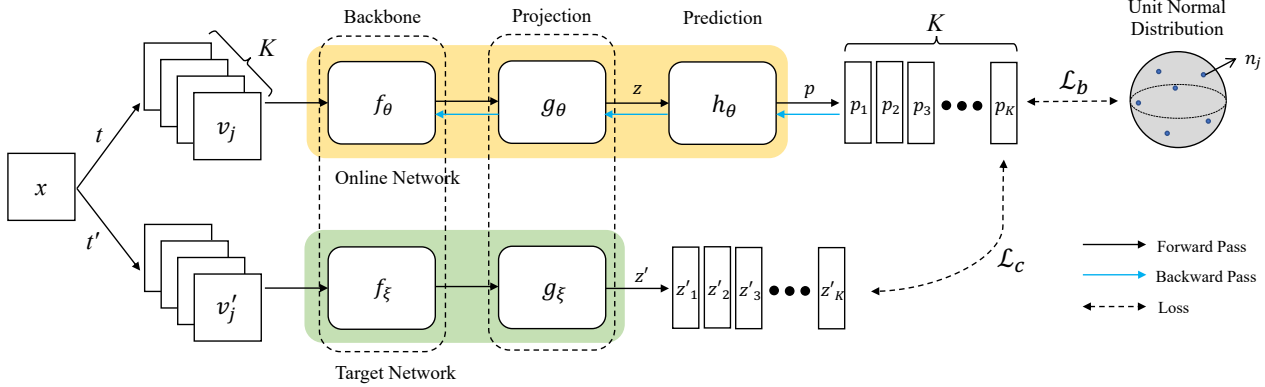 Backbone
Projection
Prediction
Unit Normal
Distribution
K
K
n_j
f_θ
g_θ
z
h_θ
p
p_1 p_2 p_3 ●●● p_K
ℒ_b
v_j
t
x
Online Network
t'
v'_j
f_ξ
g_ξ
z'
z'_1 z'_2 z'_3 ●●● z'_K
ℒ_c
Forward Pass
Backward Pass
Loss
Target Network